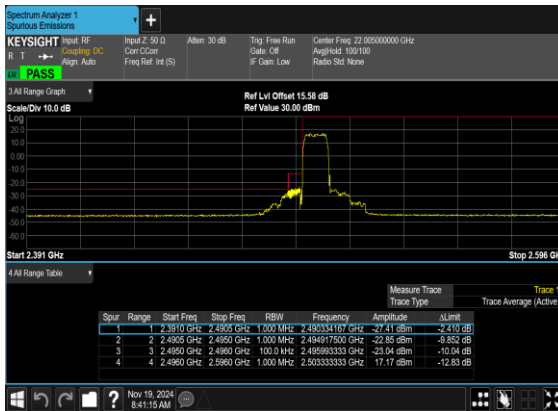 Spectrum Analyzer 1
Spurious Emissions
KEYSIGHT Input: RF Input Z: 50 Ω Atten: 30 dB Trig: Free Run Center Freq: 22.005000000 GHz
R T Coupling: DC Corr CCorr Gate: Off Avg|Hold: 100/100
Align: Auto Freq Ref: Int (S) IF Gain: Low Radio Std: None
PASS
3 All Range Graph
Ref Lvl Offset 15.58 dB
Scale/Div 10.0 dB Ref Value 30.00 dBm
Log
20.0
10.0
0.00
-10.0
-20.0
-30.0
-40.0
-50.0
-60.0
Start 2.391 GHz Stop 2.596 GH
4 All Range Table
Measure Trace Trace 1
Trace Type Trace Average (Active
Spur Range Start Freq Stop Freq RBW Frequency Amplitude ΔLimit
1 1 2.3910 GHz 2.4905 GHz 1.000 MHz 2.490334167 GHz -27.41 dBm -2.410 dB
2 2 2.4905 GHz 2.4950 GHz 1.000 MHz 2.494917500 GHz -22.85 dBm -9.852 dB
3 3 2.4950 GHz 2.4960 GHz 100.0 kHz 2.495993333 GHz -23.04 dBm -10.04 dB
4 4 2.4960 GHz 2.5960 GHz 1.000 MHz 2.503333333 GHz 17.17 dBm -12.83 dB
Nov 19, 2024
8:41:15 AM